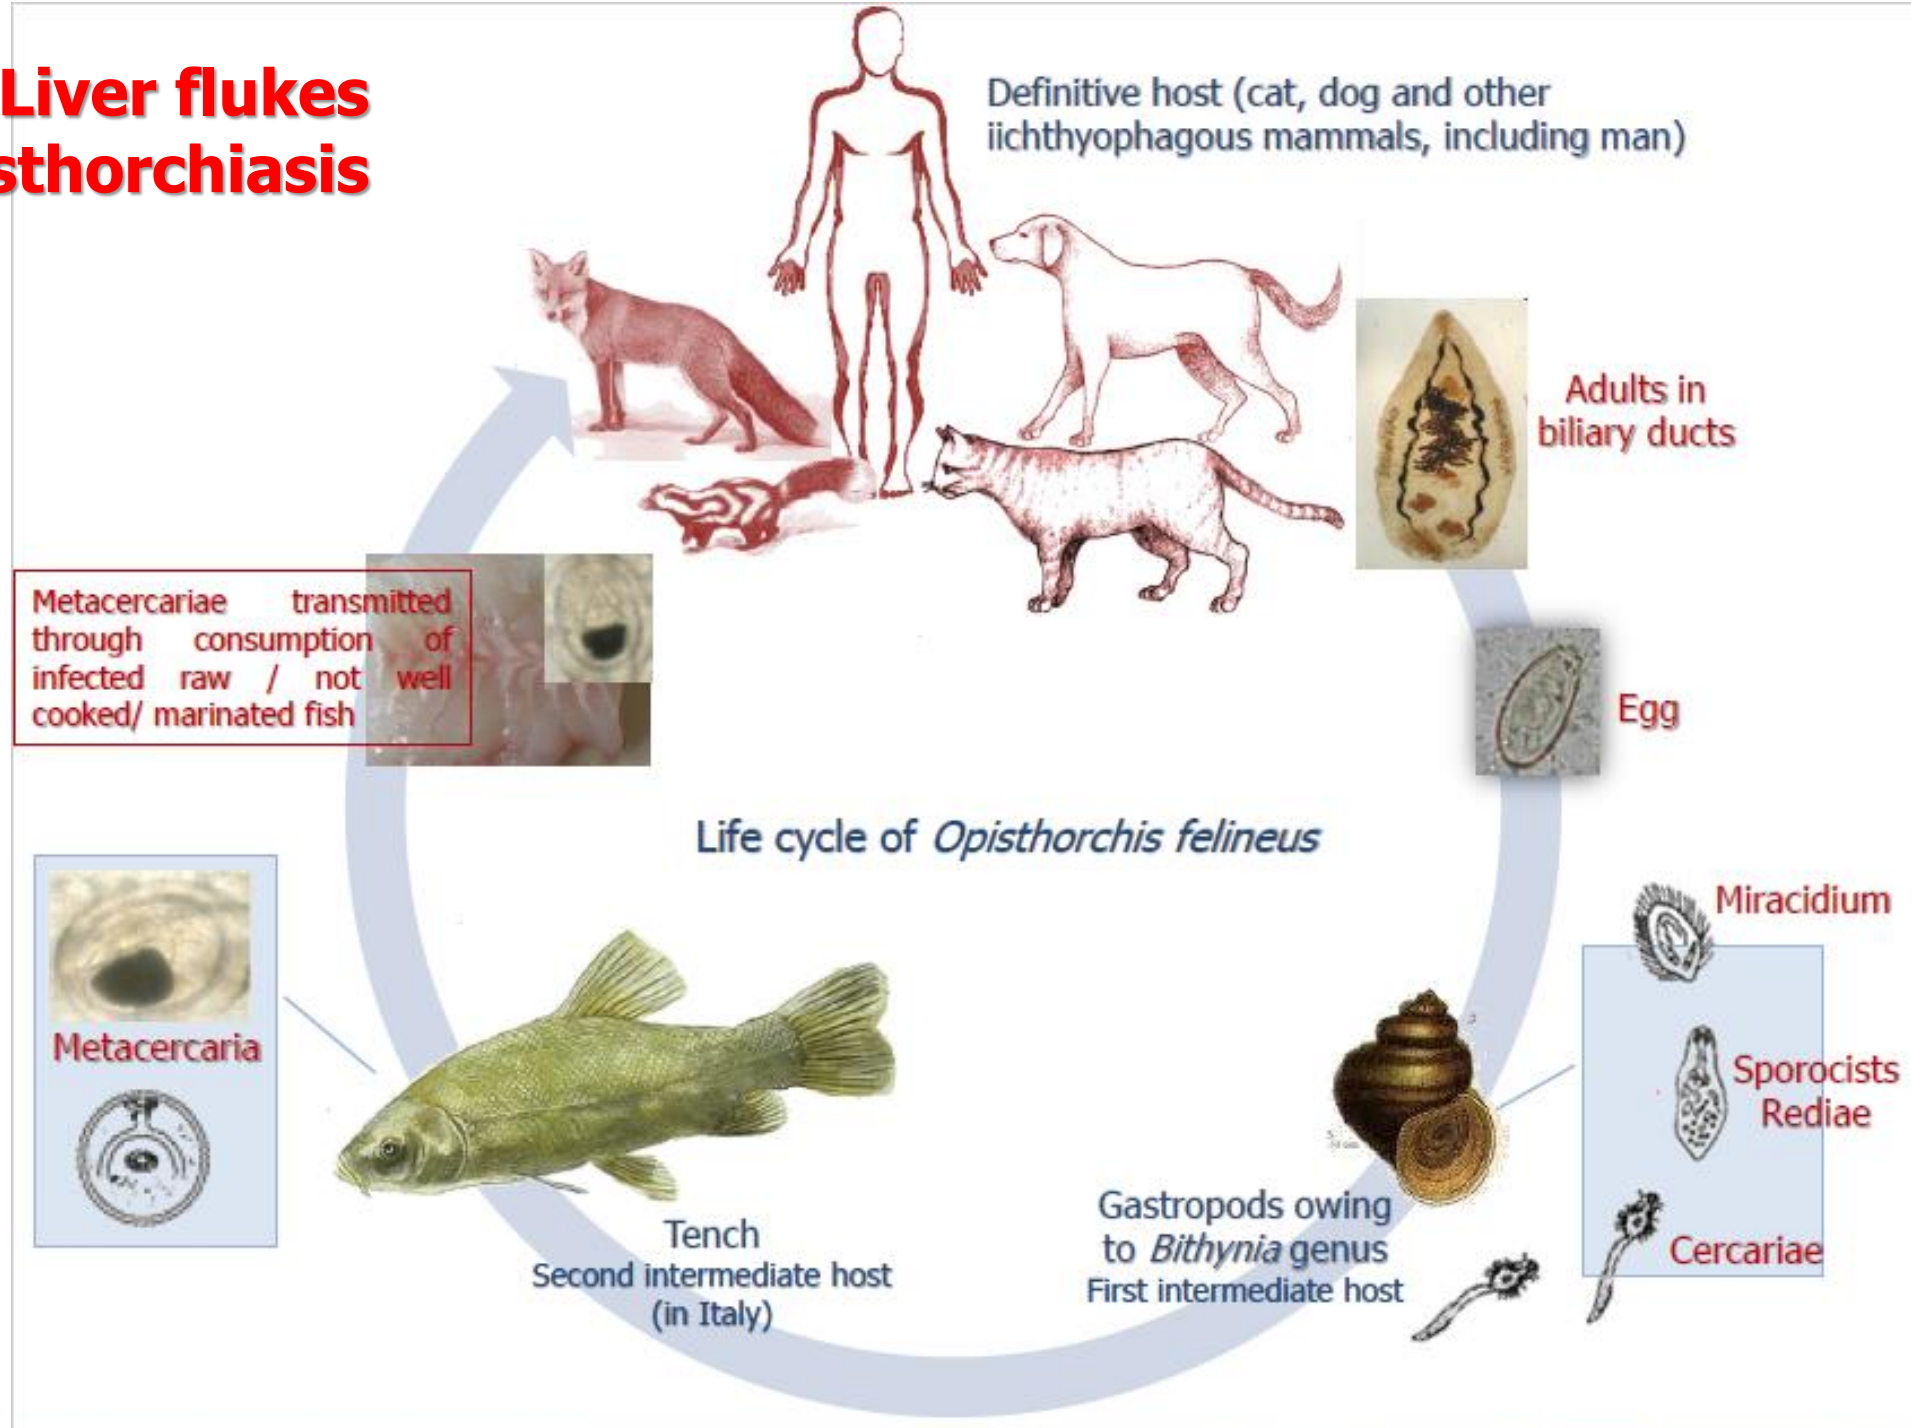 Liver flukes
sthorchiasis
Definitive host (cat, dog and other
iichthyophagous mammals, including man)
Adults in
biliary ducts
Metacercariae transmitted
through consumption of
infected raw / not well
cooked/ marinated fish
Egg
Life cycle of Opisthorchis felineus
Miracidium
Metacercaria
Sporocists
Rediae
Gastropods owing
to Bithynia genus
First intermediate host
Cercariae
Tench
Second intermediate host
(in Italy)